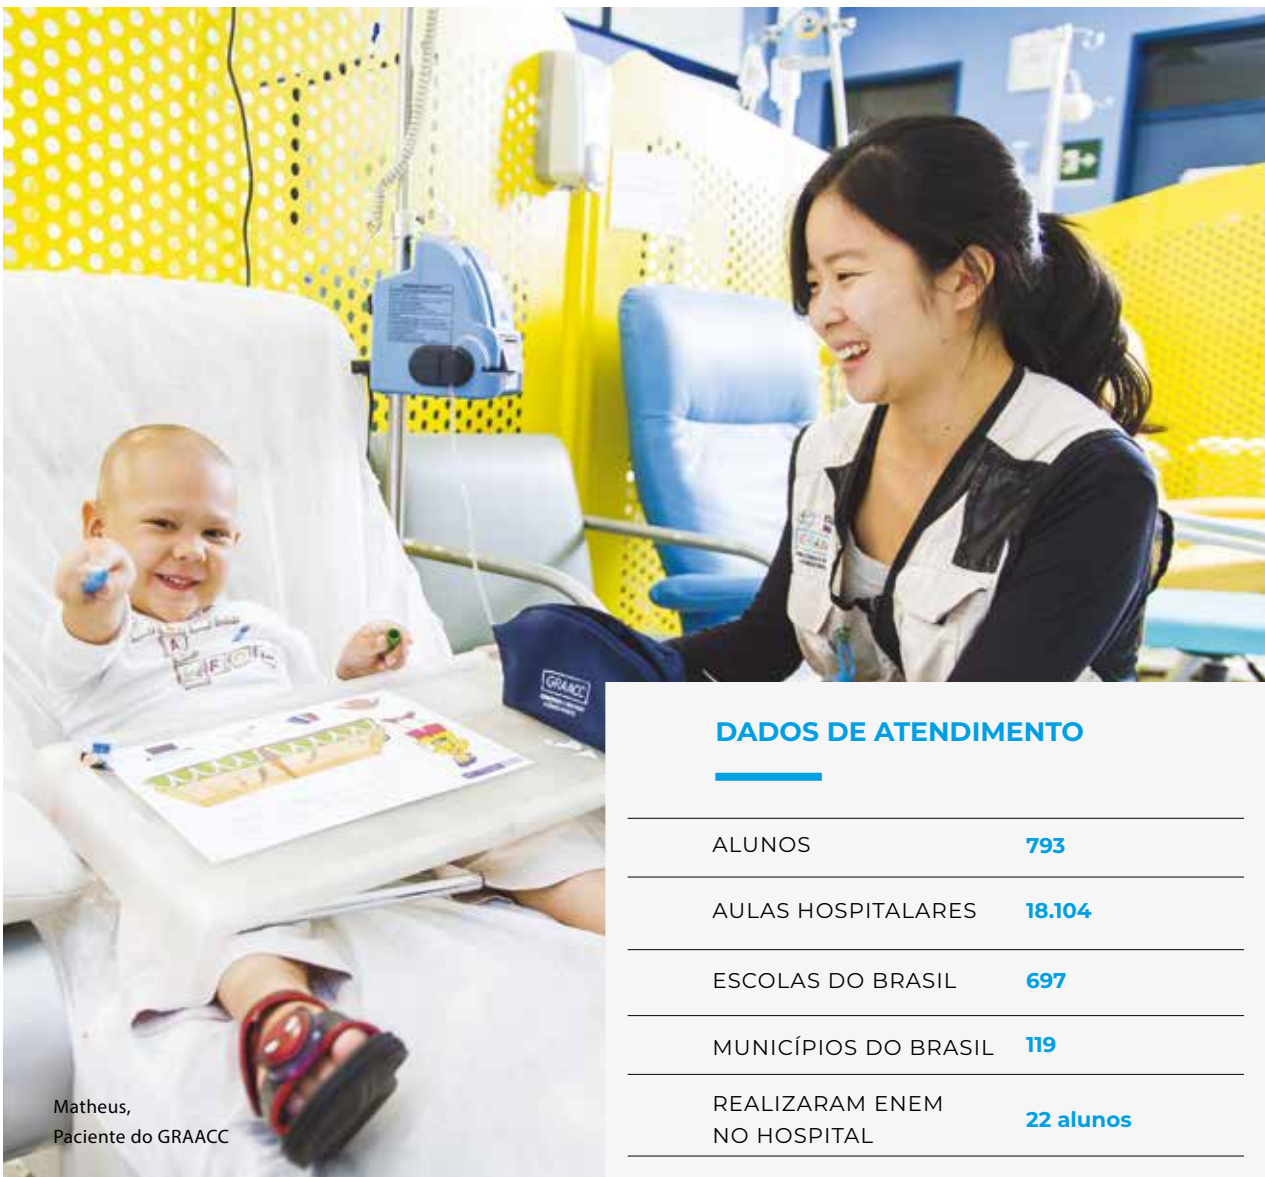 GRAACC
DADOS DE ATENDIMENTO
ALUNOS 793
AULAS HOSPITALARES 18.104
ESCOLAS DO BRASIL 697
MUNICÍPIOS DO BRASIL 119
REALIZARAM ENEM
NO HOSPITAL 22 alunos
Matheus,
Paciente do GRAACC